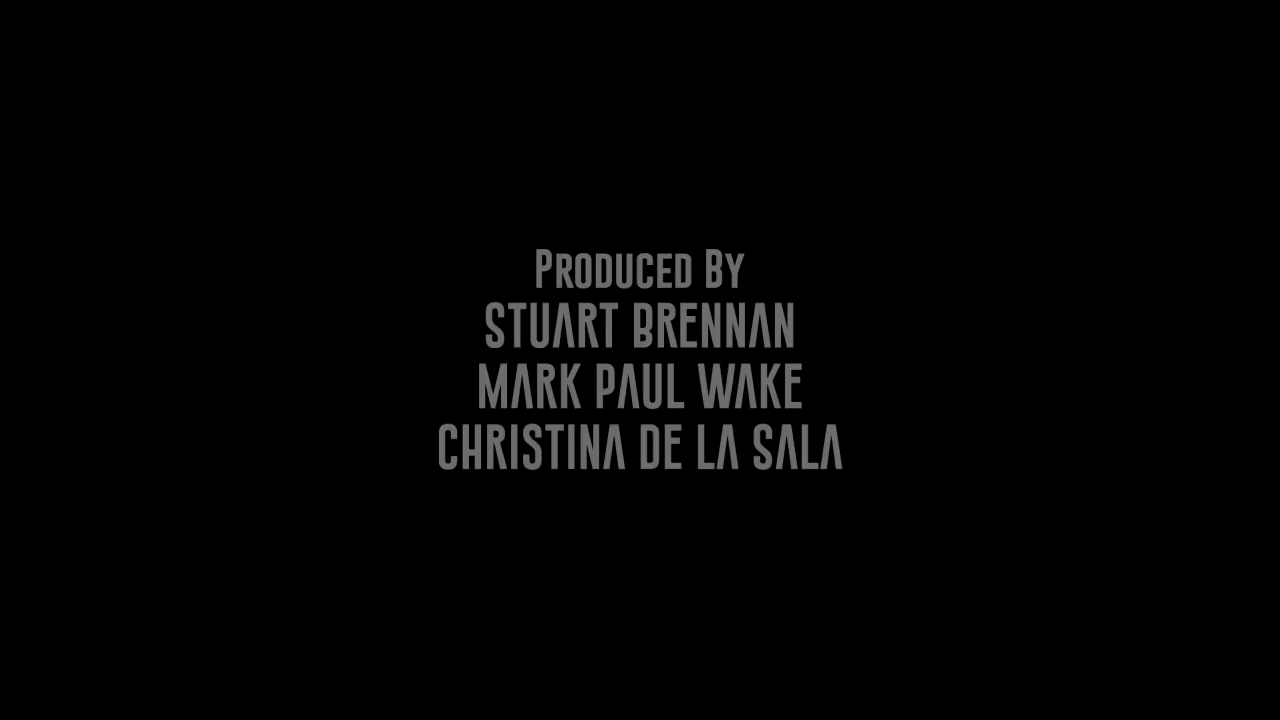 Produced By
STUART BRENNAN
MARK PAUL WAKE
CHRISTINA DE LA SALA